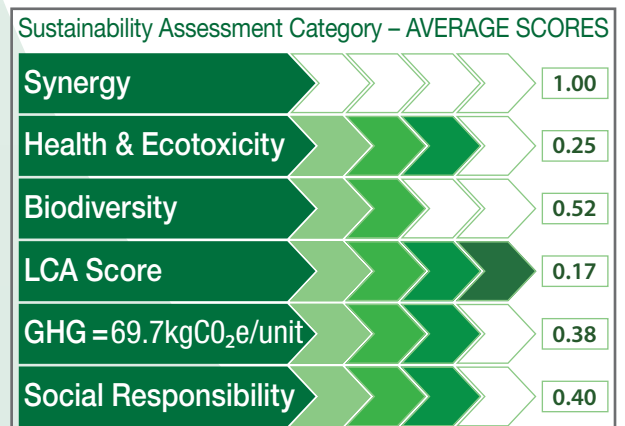 Sustainability Assessment Category – AVERAGE SCORES
Synergy 1.00
Health & Ecotoxicity 0.25
Biodiversity 0.52
LCA Score 0.17
GHG = 69.7kgC0₂e/unit 0.38
Social Responsibility 0.40